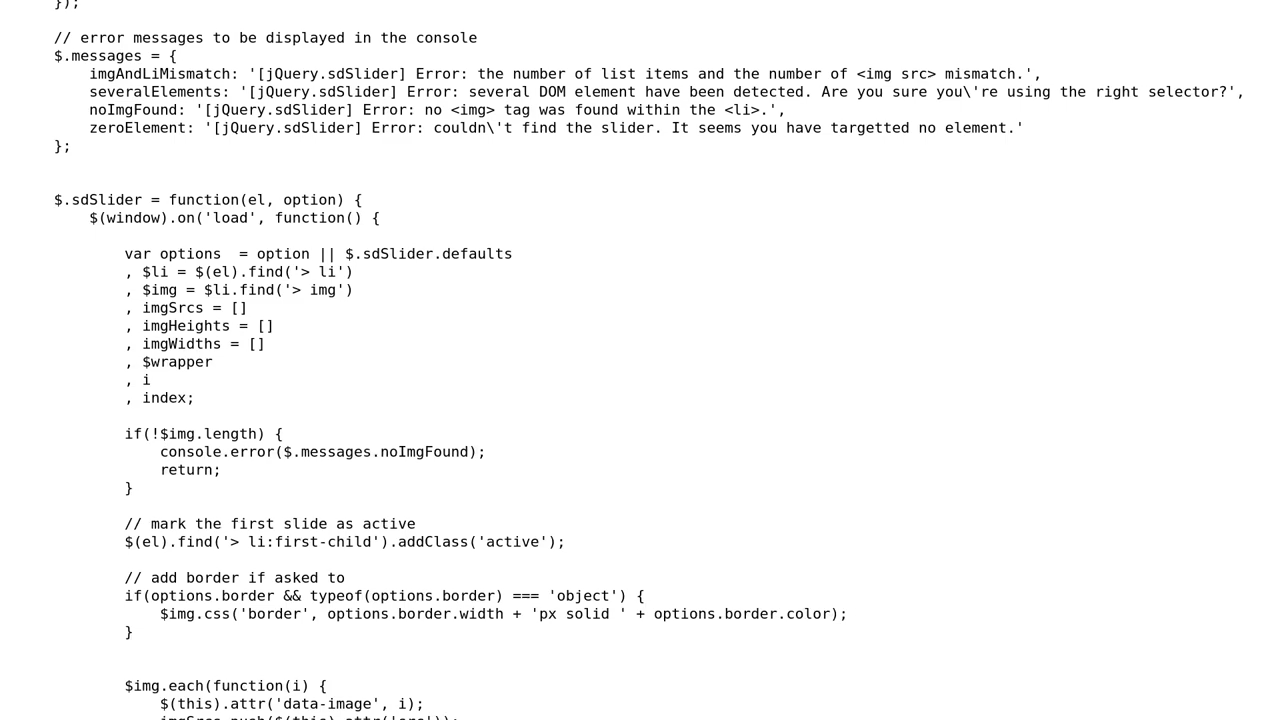 });
// error messages to be displayed in the console
$.messages = {
imgAndLiMismatch: '[jQuery.sdSlider] Error: the number of list items and the number of <img src> mismatch.',
severalElements: '[jQuery.sdSlider] Error: several DOM element have been detected. Are you sure you\'re using the right selector?',
noImgFound: '[jQuery.sdSlider] Error: no <img> tag was found within the <li>.',
zeroElement: '[jQuery.sdSlider] Error: couldn\'t find the slider. It seems you have targetted no element.'
};
$.sdSlider = function(el, option) {
$(window).on('load', function() {
var options  = option || $.sdSlider.defaults
, $li = $(el).find('> li')
, $img = $li.find('> img')
, imgSrcs = []
, imgHeights = []
, imgWidths = []
, $wrapper
, i
, index;
if(!$img.length) {
console.error($.messages.noImgFound);
return;
}
// mark the first slide as active
$(el).find('> li:first-child').addClass('active');
// add border if asked to
if(options.border && typeof(options.border) === 'object') {
$img.css('border', options.border.width + 'px solid ' + options.border.color);
}
$img.each(function(i) {
$(this).attr('data-image', i);
imgSrcs.push($(this).attr('src'));